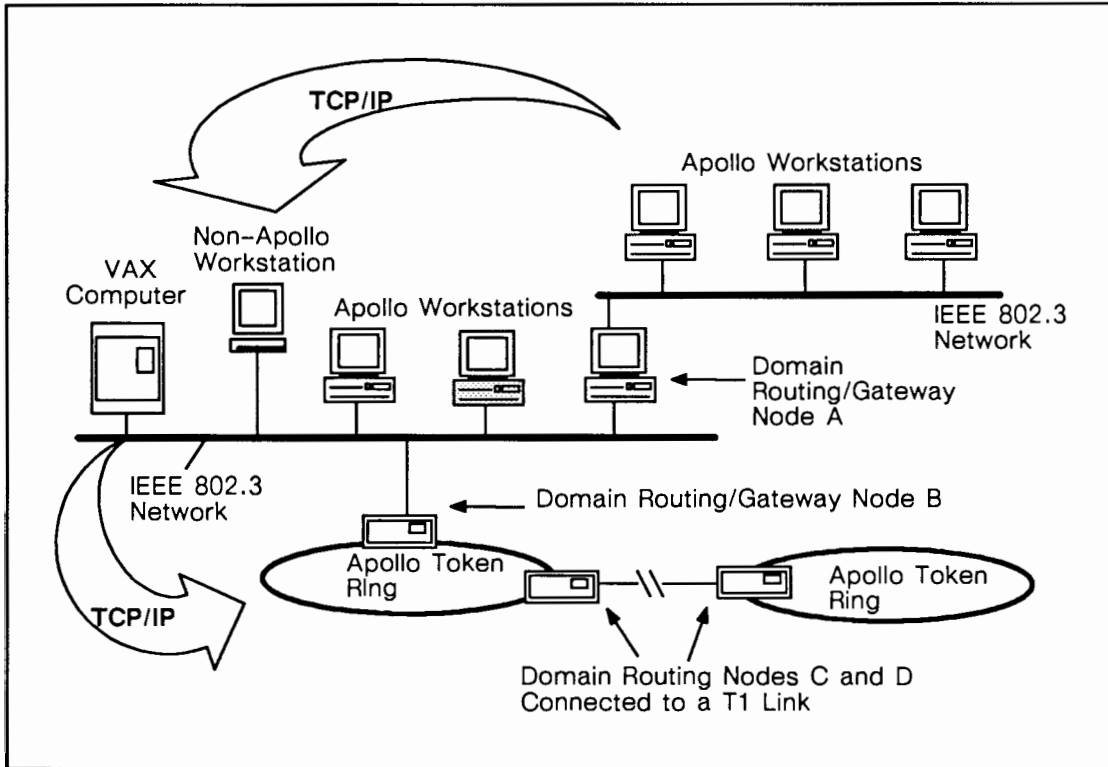 TCP/IP
Apollo Workstations
Non-Apollo
Workstation
VAX
Computer
Apollo Workstations
IEEE 802.3
Network
Domain
Routing/Gateway
Node A
IEEE 802.3
Network
Domain Routing/Gateway Node B
Apollo Token
RIng
Apollo Token
Ring
TCP/IP
Domain Routing Nodes C and D
Connected to a T1 Link